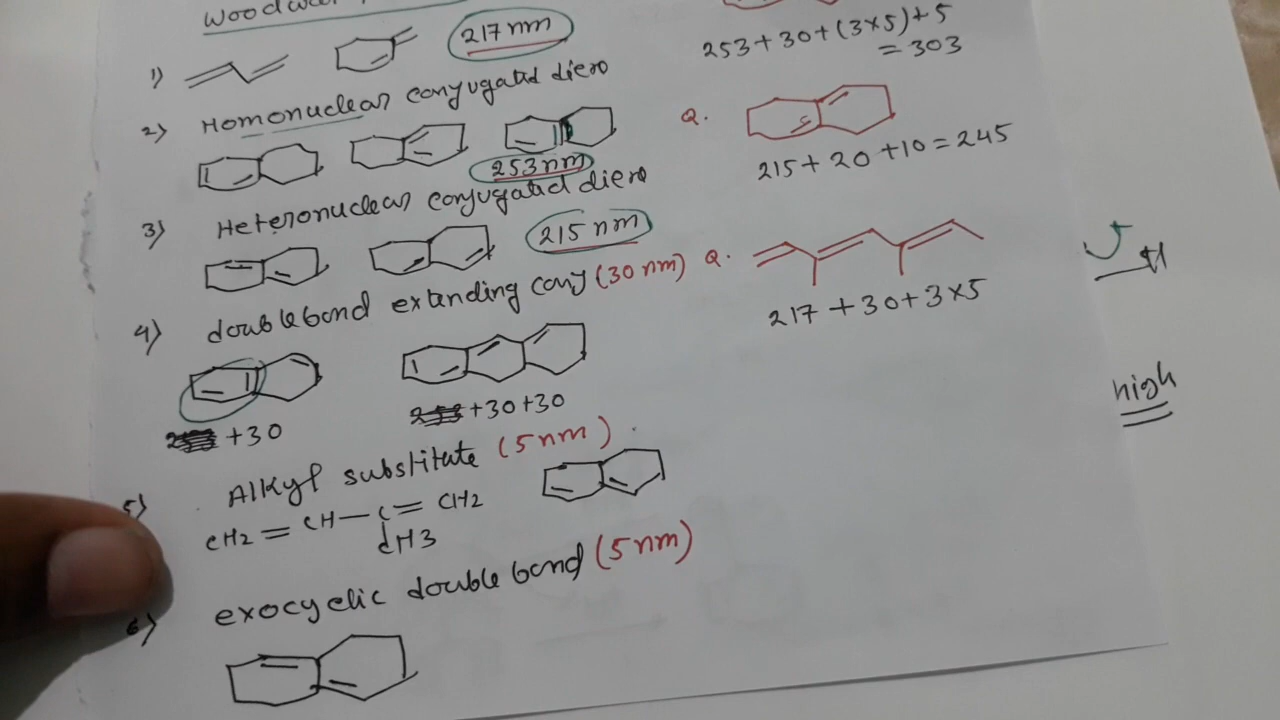 Woodwa
1) 217 nm
2) Homonuclear conjugated diene
253 nm
3) Heteronuclear conjugated diene
215 nm
4) double bond extending conj (30 nm)
+30
+30+30
5) Alkyl substitute (5 nm)
CH2 = CH — C = CH2
CH3
6) exocyclic double bond (5 nm)
253 + 30 + (3×5) + 5
= 303
Q.
215 + 20 + 10 = 245
Q.
217 + 30 + 3×5
high